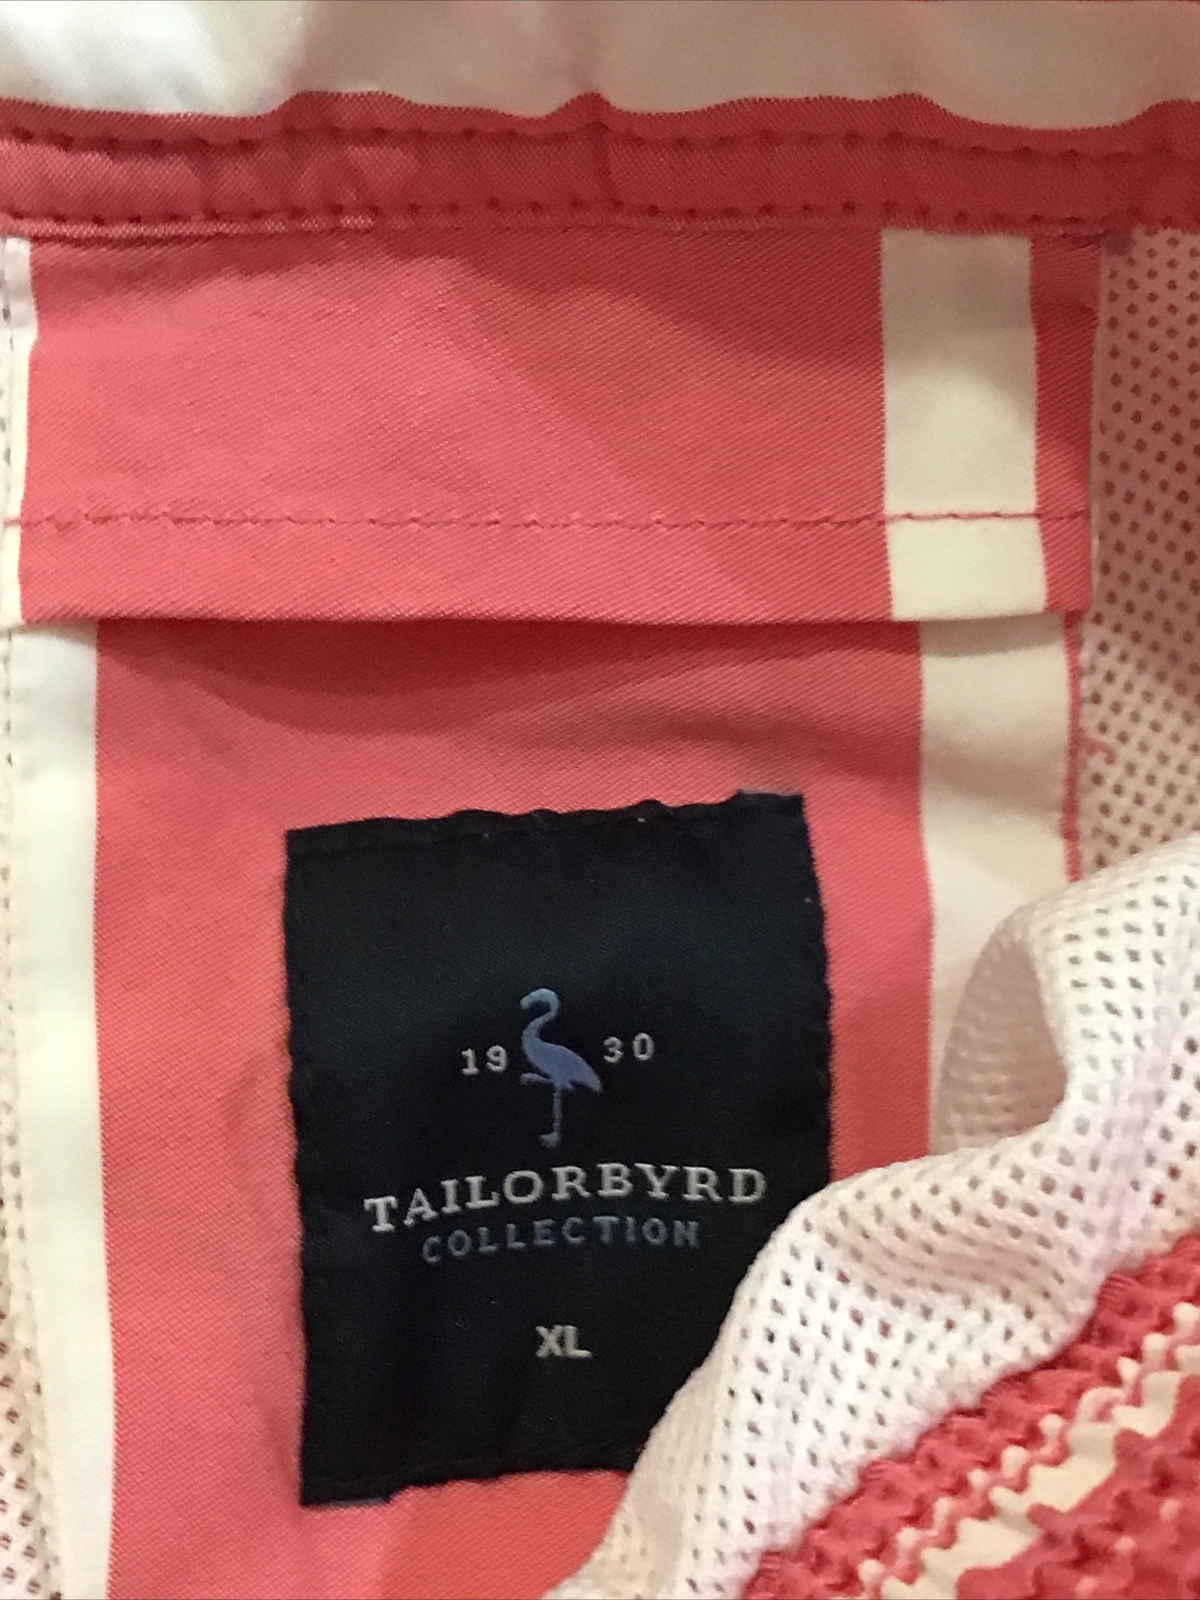 19 30
TAILORBYRD
COLLECTION
XL